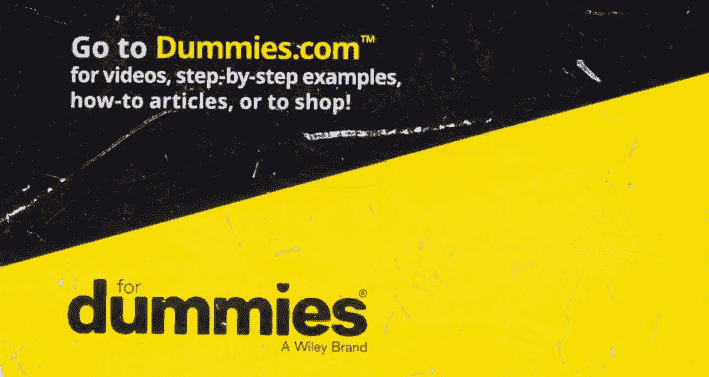 Go to Dummies.com™
for videos, step-by-step examples,
how-to articles, or to shop!
for
dummies®
A Wiley Brand